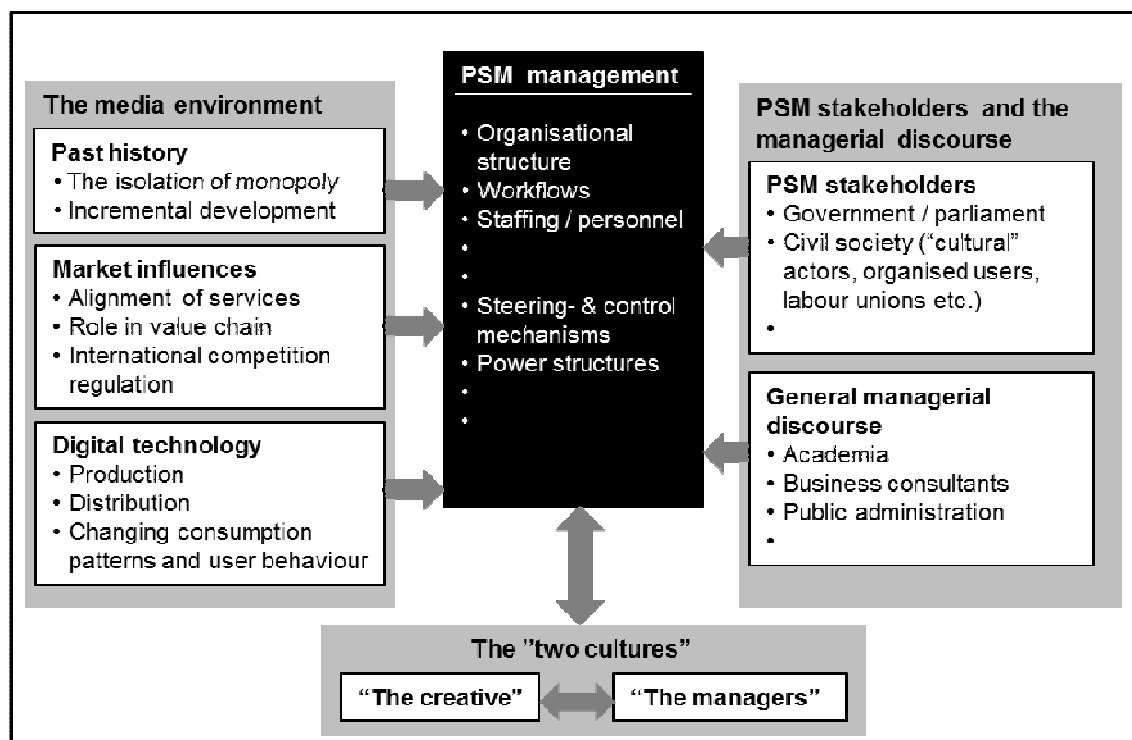 The media environment
Past history
• The isolation of monopoly
• Incremental development
Market influences
• Alignment of services
• Role in value chain
• International competition
regulation
Digital technology
• Production
• Distribution
• Changing consumption
patterns and user behaviour
PSM management
• Organisational
structure
• Workflows
• Staffing / personnel
•
•
• Steering- & control
mechanisms
• Power structures
•
•
PSM stakeholders and the
managerial discourse
PSM stakeholders
• Government / parliament
• Civil society (“cultural”
actors, organised users,
labour unions etc.)
•
General managerial
discourse
• Academia
• Business consultants
• Public administration
•
The ”two cultures”
“The creative”
“The managers”